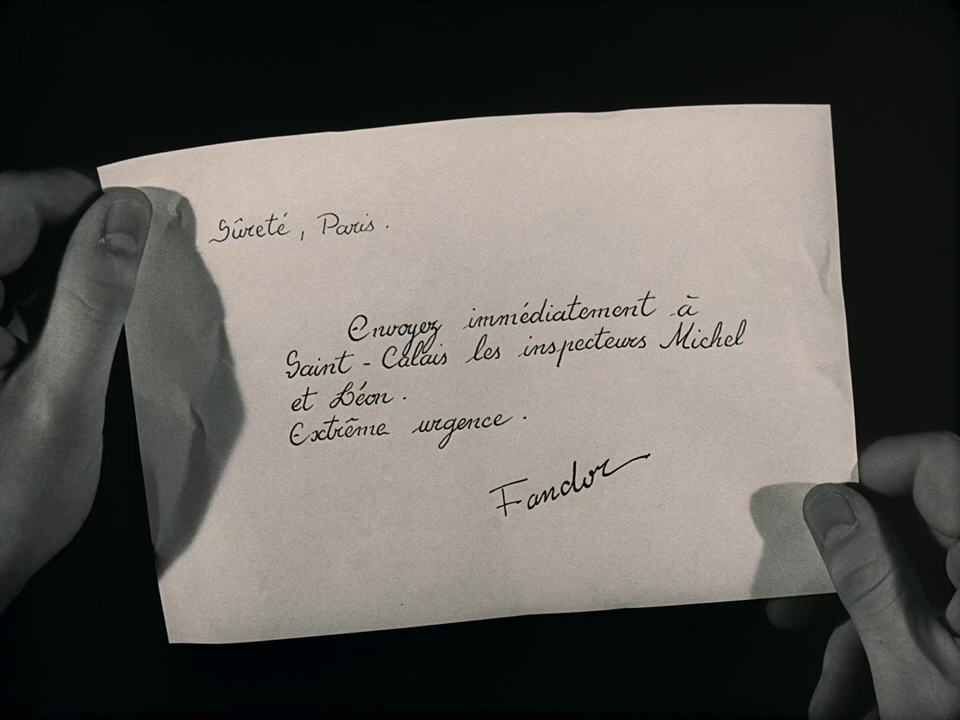 Sûreté, Paris.
Envoyez immédiatement à
Saint-Calais les inspecteurs Michel
et Léon.
Extrême urgence.
Fandor